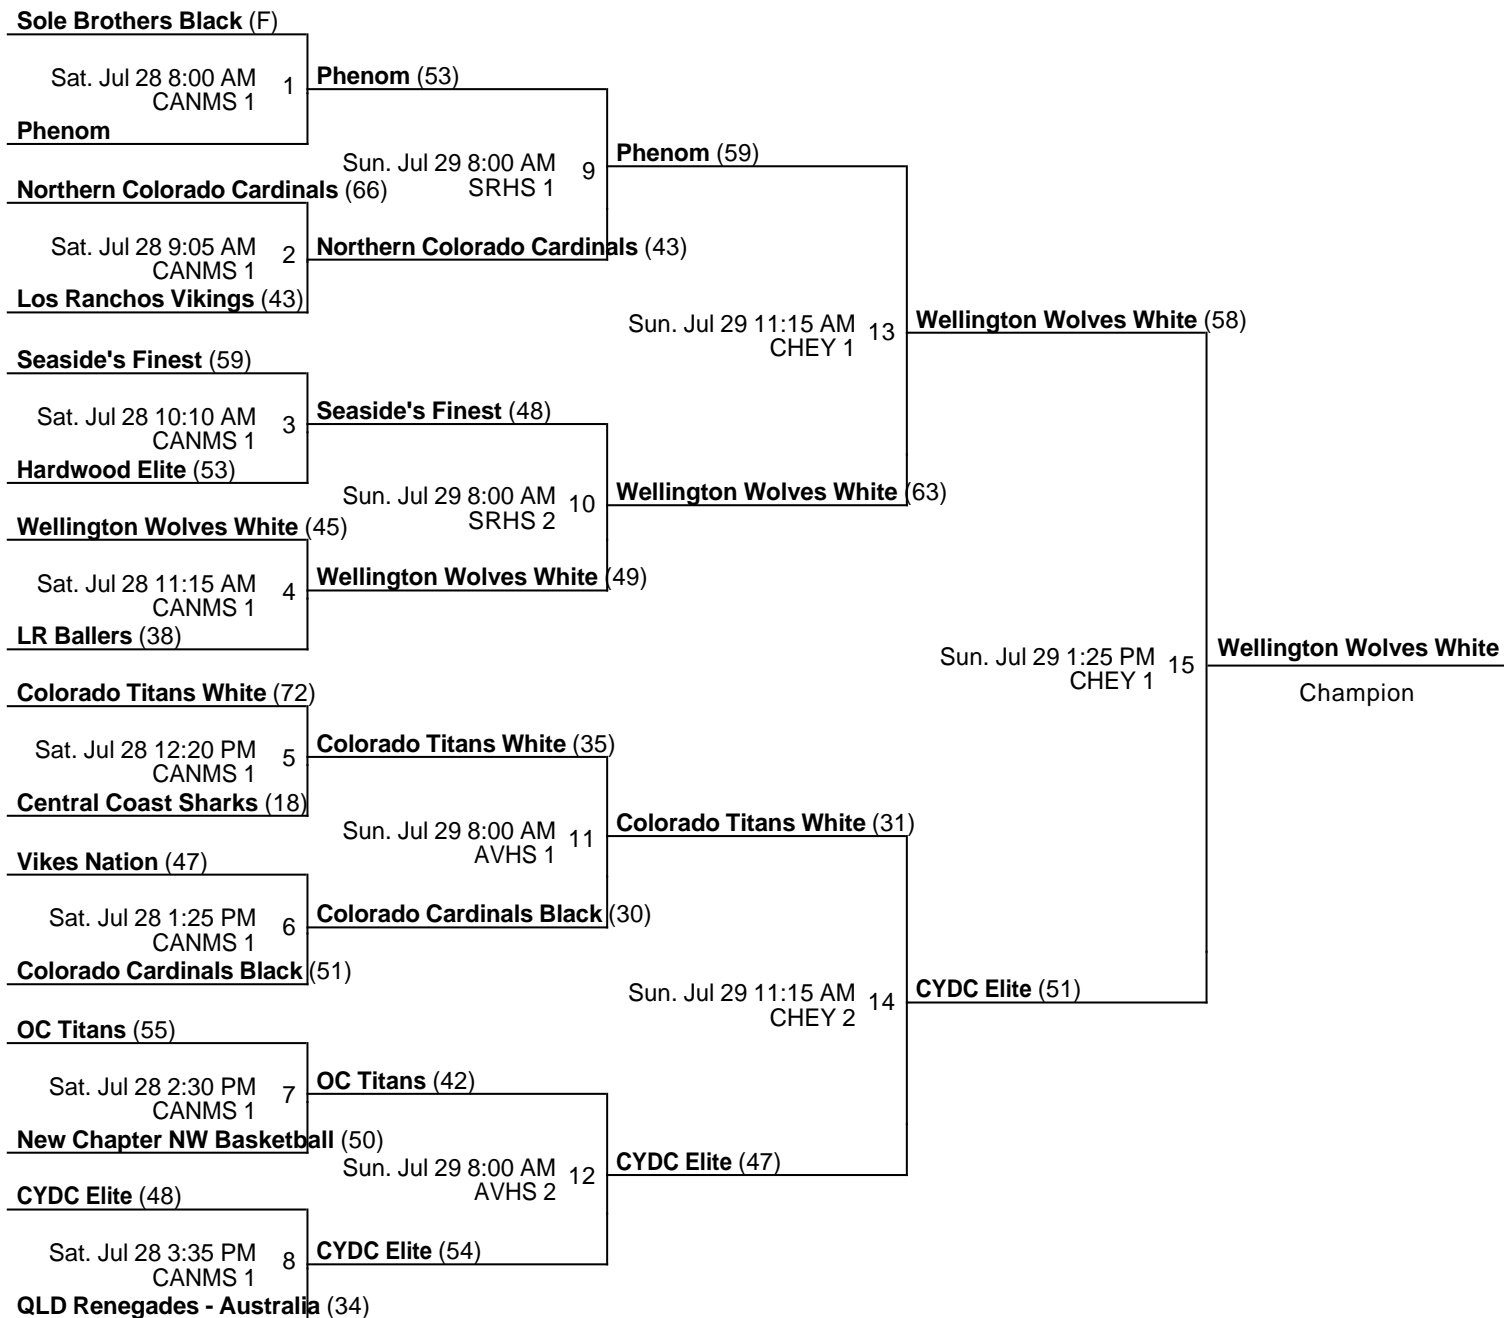 Sole Brothers Black (F)
Sat. Jul 28 8:00 AM
CANMS 1
1
Phenom
Phenom (53)
Northern Colorado Cardinals (66)
Sat. Jul 28 9:05 AM
CANMS 1
2
Los Ranchos Vikings (43)
Northern Colorado Cardinals (43)
Sun. Jul 29 8:00 AM
SRHS 1
9
Phenom (59)
Seaside's Finest (59)
Sat. Jul 28 10:10 AM
CANMS 1
3
Hardwood Elite (53)
Seaside's Finest (48)
Wellington Wolves White (45)
Sat. Jul 28 11:15 AM
CANMS 1
4
LR Ballers (38)
Wellington Wolves White (49)
Sun. Jul 29 8:00 AM
SRHS 2
10
Wellington Wolves White (63)
Sun. Jul 29 11:15 AM
CHEY 1
13
Wellington Wolves White (58)
Colorado Titans White (72)
Sat. Jul 28 12:20 PM
CANMS 1
5
Central Coast Sharks (18)
Colorado Titans White (35)
Vikes Nation (47)
Sat. Jul 28 1:25 PM
CANMS 1
6
Colorado Cardinals Black (51)
Colorado Cardinals Black (30)
Sun. Jul 29 8:00 AM
AVHS 1
11
Colorado Titans White (31)
OC Titans (55)
Sat. Jul 28 2:30 PM
CANMS 1
7
New Chapter NW Basketball (50)
OC Titans (42)
CYDC Elite (48)
Sat. Jul 28 3:35 PM
CANMS 1
8
QLD Renegades - Australia (34)
CYDC Elite (54)
Sun. Jul 29 8:00 AM
AVHS 2
12
CYDC Elite (47)
Sun. Jul 29 11:15 AM
CHEY 2
14
CYDC Elite (51)
Sun. Jul 29 1:25 PM
CHEY 1
15
Wellington Wolves White
Champion